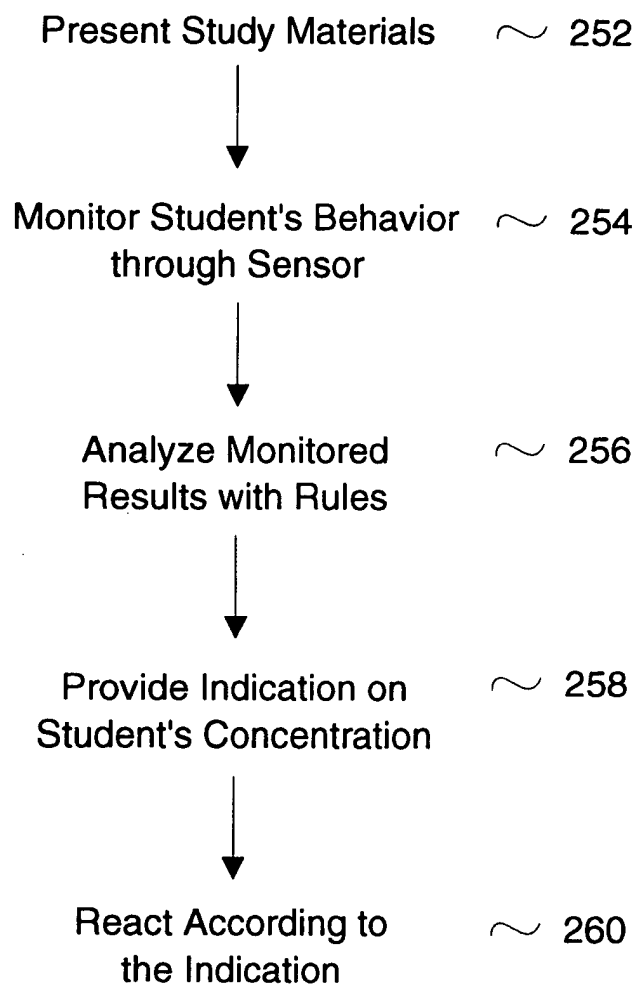 Present Study Materials 252
Monitor Student's Behavior 254
through Sensor
Analyze Monitored 256
Results with Rules
Provide Indication on 258
Student's Concentration
React According to 260
the Indication